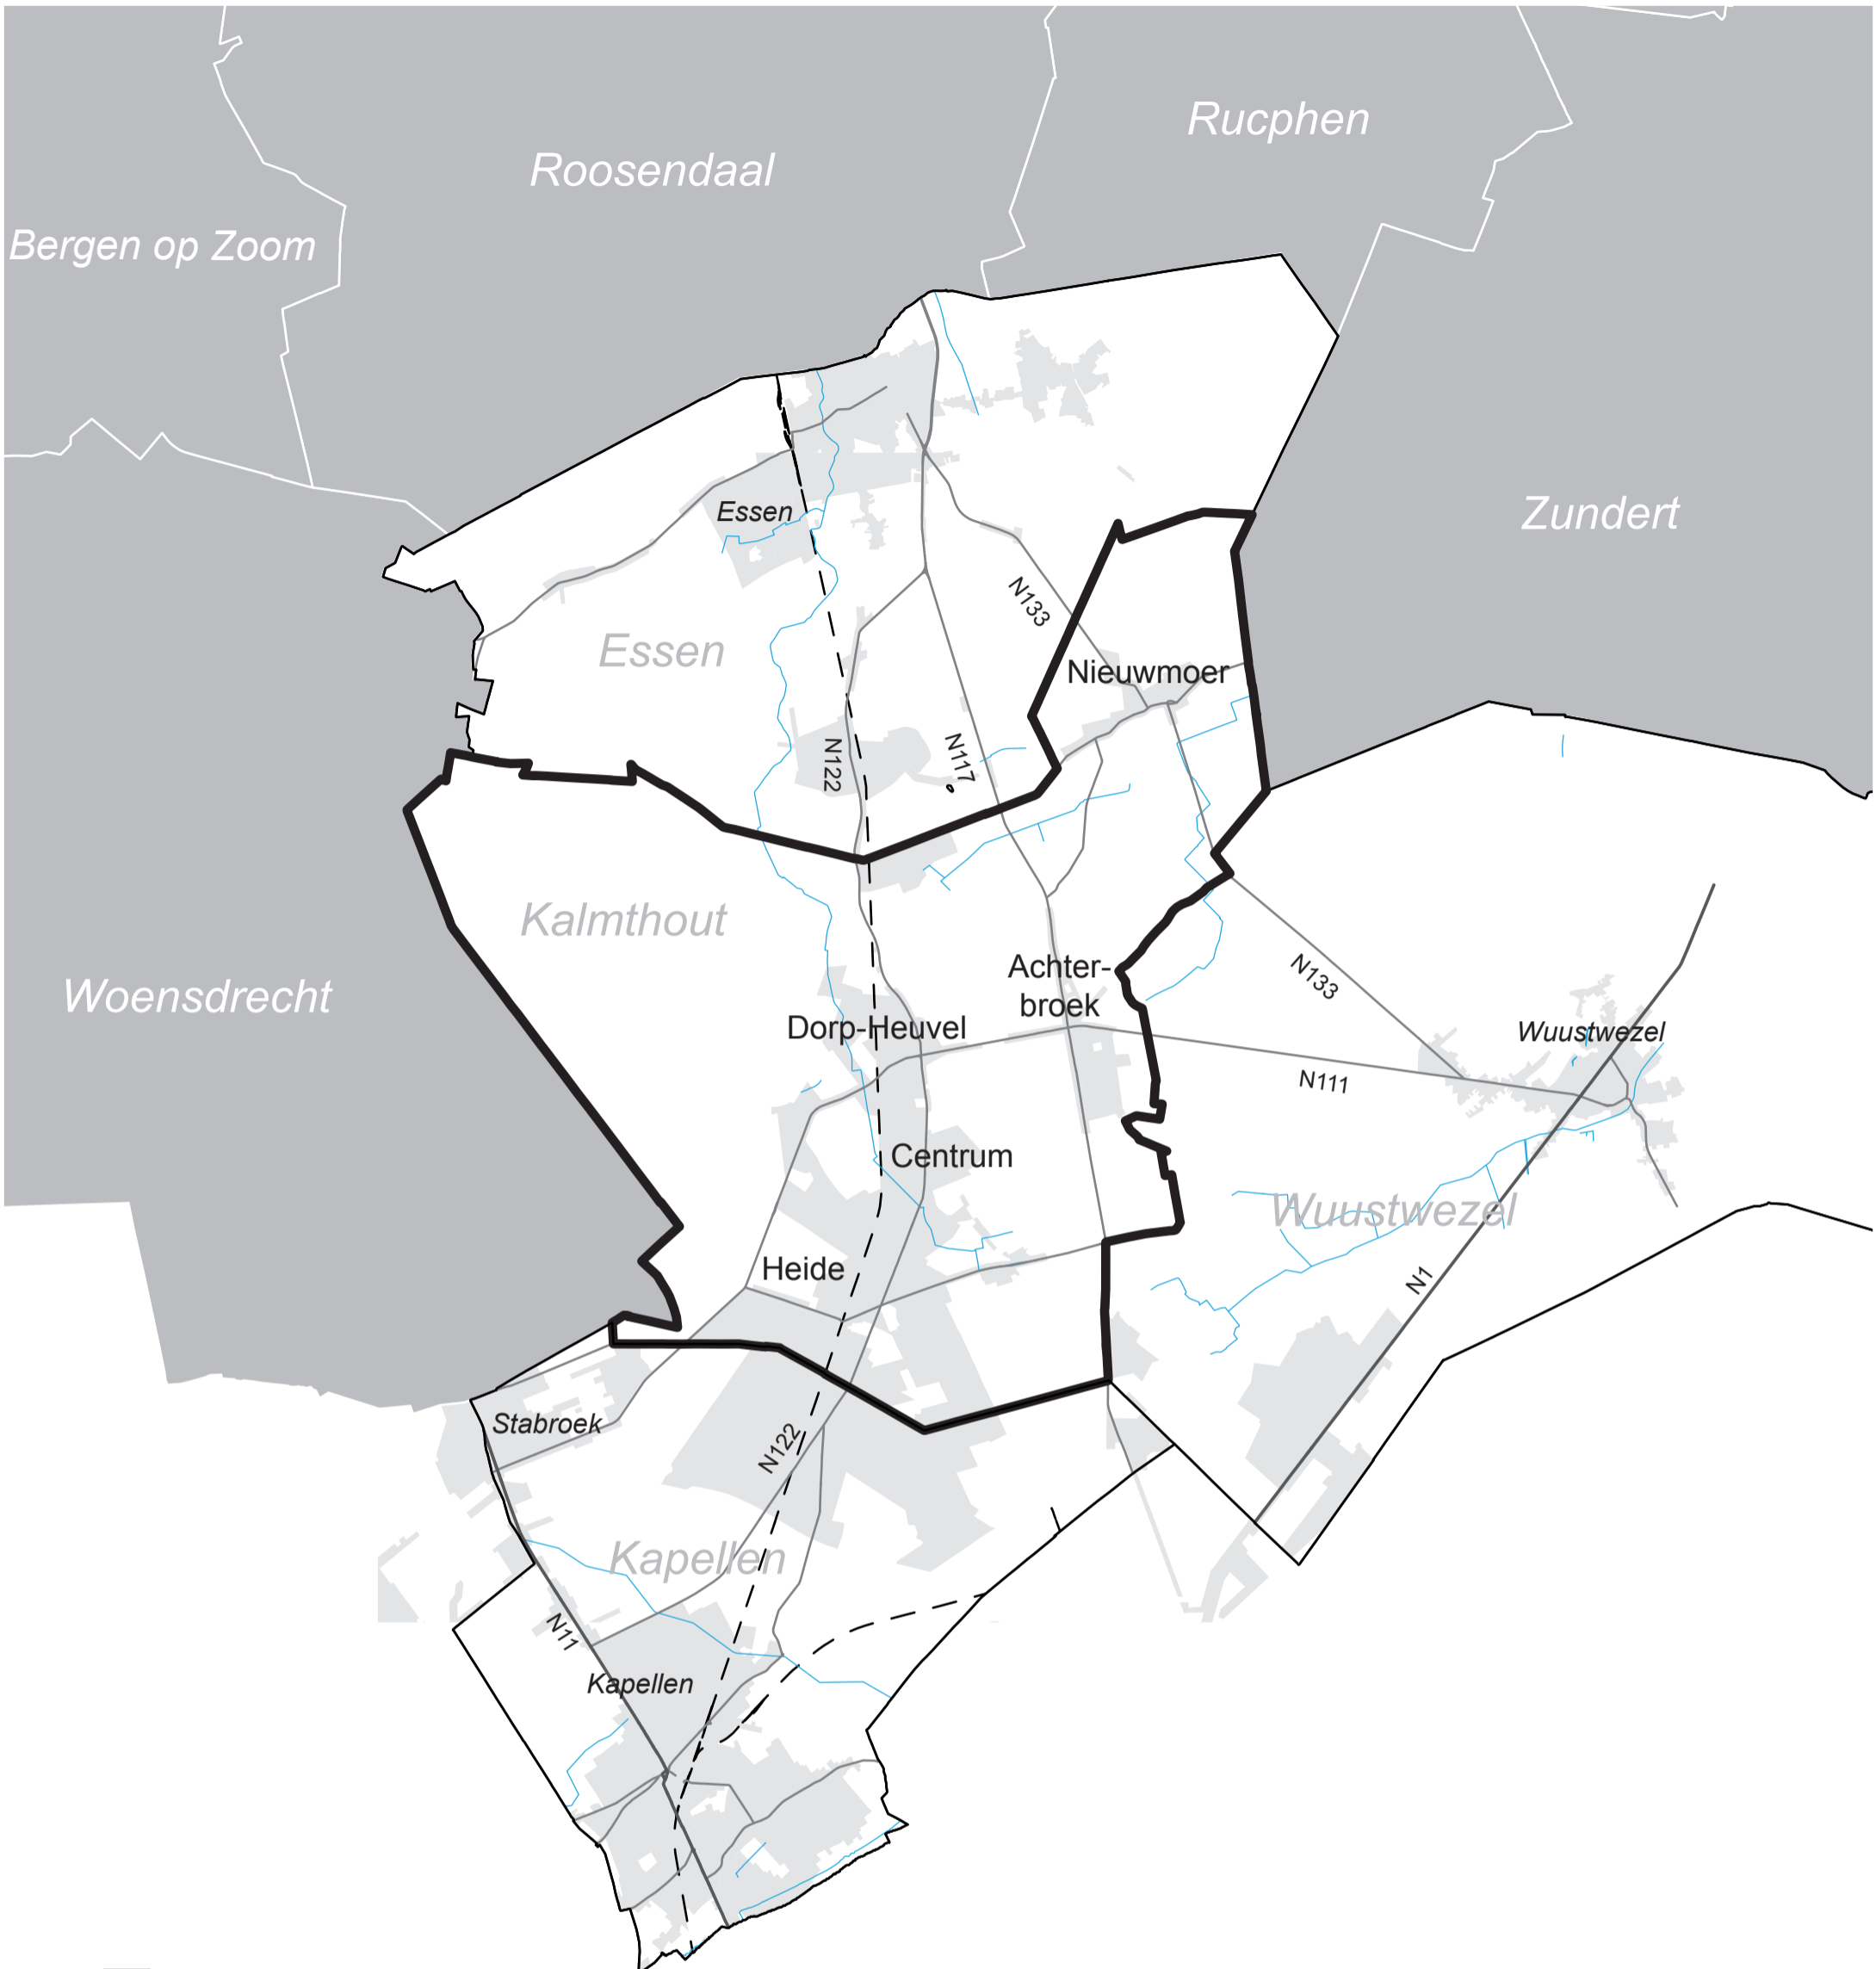 Rucphen
Roosendaal
Bergen op Zoom
Essen
Zundert
N133
Essen
Nieuwmoer
N122
N117
Kalmthout
Achter-
broek
Woensdrecht
N133
Dorp-Heuvel
Wuustwezel
N111
Centrum
Wuustwezel
Heide
N1
Stabroek
N122
Kapellen
N11
Kapellen